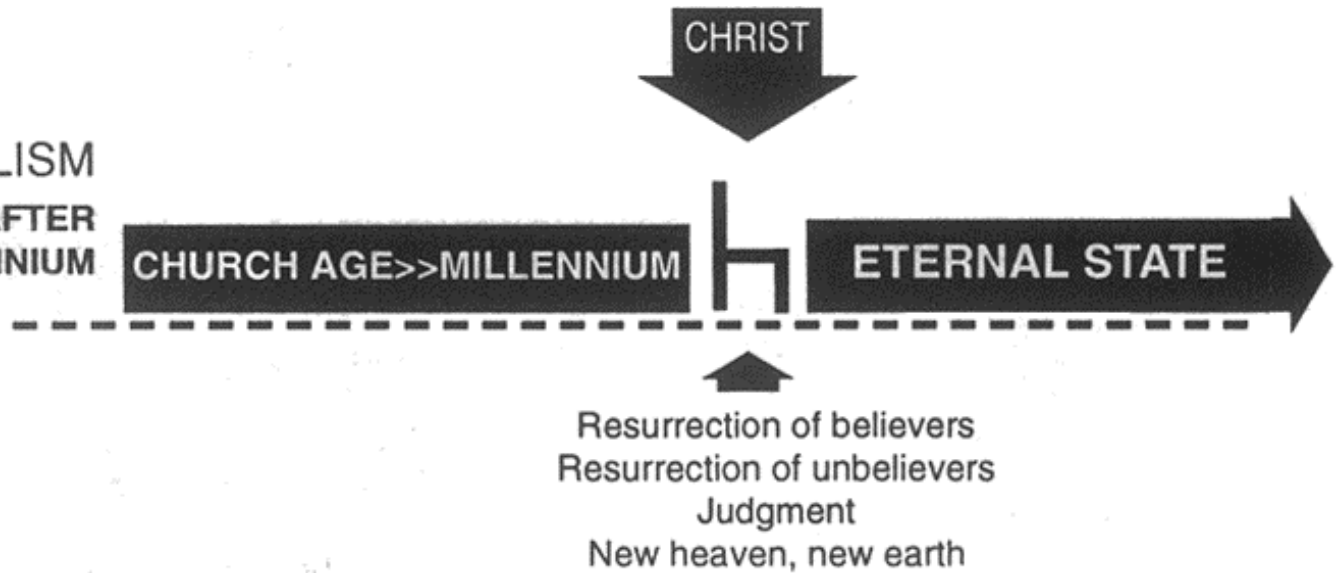 CHRIST
LISM
FTER
CHURCH AGE>>MILLENNIUM
ETERNAL STATE
Resurrection of believers
Resurrection of unbelievers
Judgment
New heaven, new earth